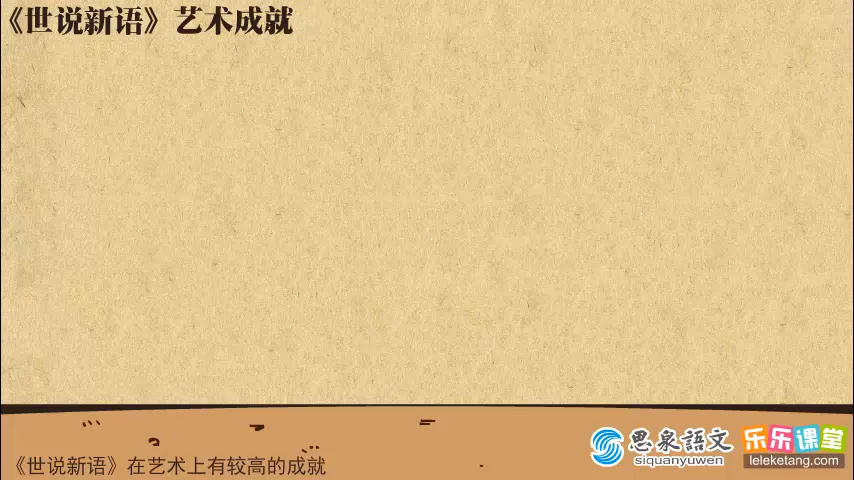 《世说新语》艺术成就
思泉語文
siquanyuwen
乐乐课堂
leleketang.com
《世说新语》在艺术上有较高的成就